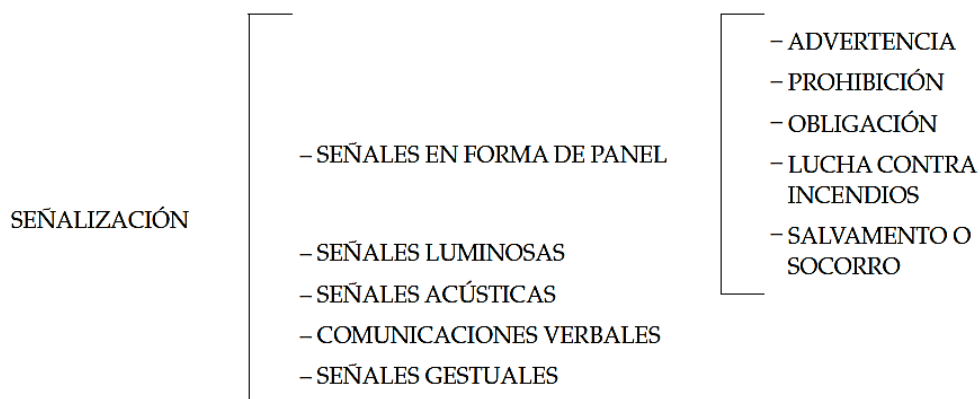 SEÑALIZACIÓN
– SEÑALES EN FORMA DE PANEL
– ADVERTENCIA
– PROHIBICIÓN
– OBLIGACIÓN
– LUCHA CONTRA
INCENDIOS
– SALVAMENTO O
SOCORRO
– SEÑALES LUMINOSAS
– SEÑALES ACÚSTICAS
– COMUNICACIONES VERBALES
– SEÑALES GESTUALES